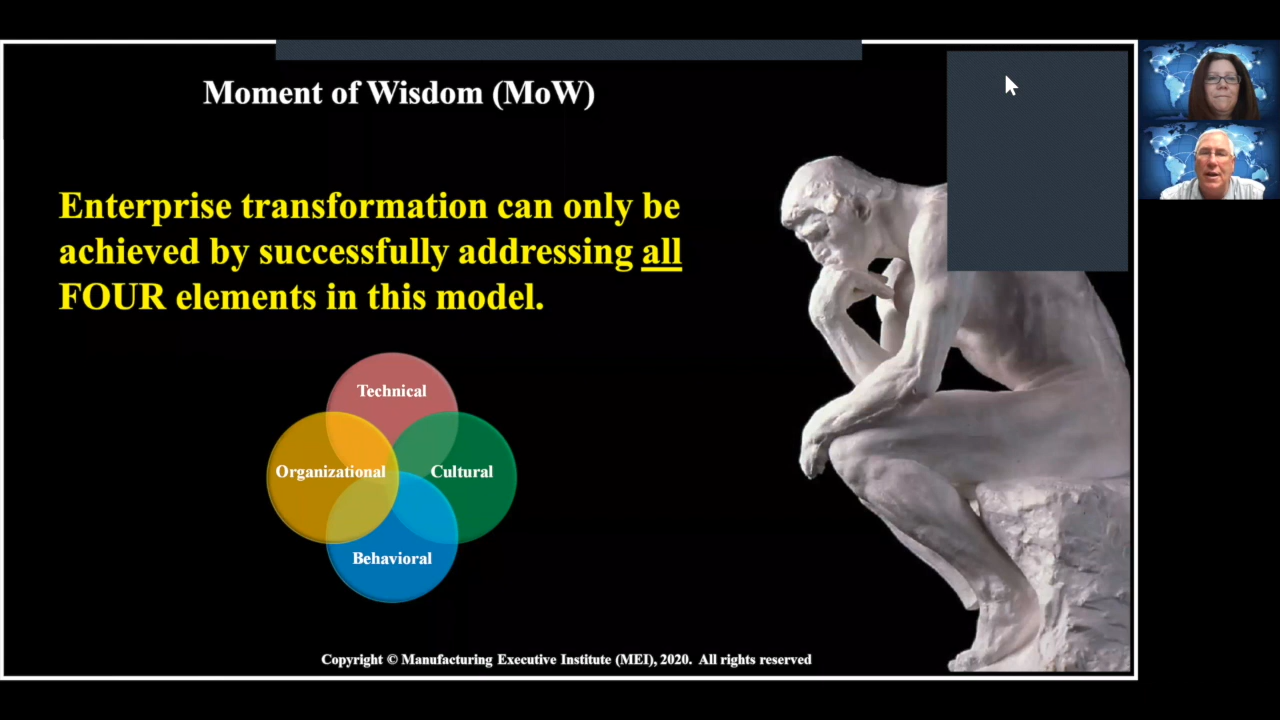 Moment of Wisdom (MoW)
Enterprise transformation can only be
achieved by successfully addressing all
FOUR elements in this model.
Technical
Organizational
Cultural
Behavioral
Copyright © Manufacturing Executive Institute (MEI), 2020. All rights reserved